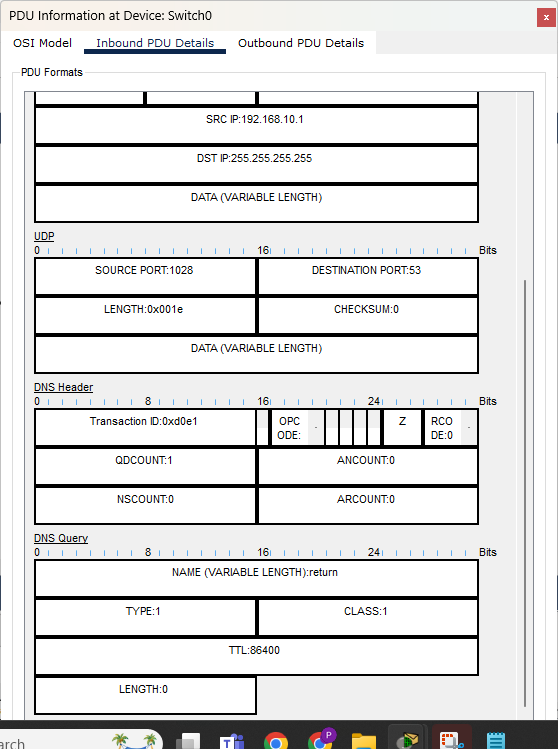 PDU Information at Device: Switch0
x
OSI Model Inbound PDU Details Outbound PDU Details
PDU Formats
SRC IP:192.168.10.1
DST IP:255.255.255.255
DATA (VARIABLE LENGTH)
UDP
0 16 Bits
SOURCE PORT:1028 DESTINATION PORT:53
LENGTH:0x001e CHECKSUM:0
DATA (VARIABLE LENGTH)
DNS Header
0 8 16 24 Bits
Transaction ID:0xd0e1 OPC Z RCO
ODE: DE:0
QDCOUNT:1 ANCOUNT:0
NSCOUNT:0 ARCOUNT:0
DNS Query
0 8 16 24 Bits
NAME (VARIABLE LENGTH):return
TYPE:1 CLASS:1
TTL:86400
LENGTH:0
arch
P